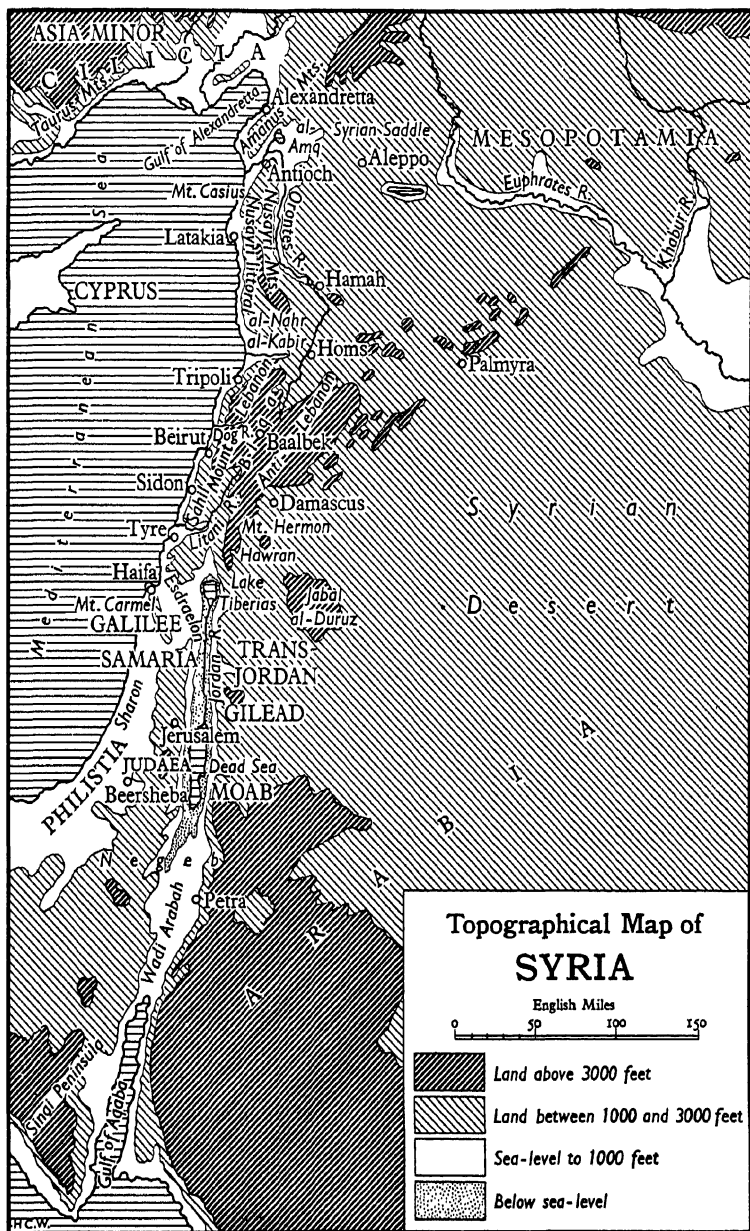 ASIA MINOR
CILICIA
Taurus Mts.
Gulf of Alexandretta
Alexandretta
Amanus Mts.
al-
Amq
Syrian Saddle
Aleppo
MESOPOTAMIA
Antioch
Mt. Casius
Euphrates R.
Khabur R.
Nusayri Mts.
Nusayri littoral
Orontes R.
Latakia
Hamah
CYPRUS
Mediterranean Sea
al-Nahr
al-Kabir
Homs
Palmyra
Tripoli
Mount Lebanon
Anti-Lebanon
Beirut
Dog R.
Baalbek
Sidon
Sahil
Litani R.
Damascus
Syrian
Desert
Tyre
Mt. Hermon
Hawran
Haifa
Esdraelon
Lake
Tiberias
Jabal
al-Duruz
Mt. Carmel
GALILEE
SAMARIA
Jordan R.
TRANS-
JORDAN
GILEAD
Sharon
PHILISTIA
Jerusalem
JUDAEA
Dead Sea
Beersheba
MOAB
ARABIA
Negeb
Wadi Arabah
Petra
Sinai Peninsula
Gulf of Aqaba
H.C.W.
Topographical Map of
SYRIA
English Miles
0 50 100 150
Land above 3000 feet
Land between 1000 and 3000 feet
Sea-level to 1000 feet
Below sea-level